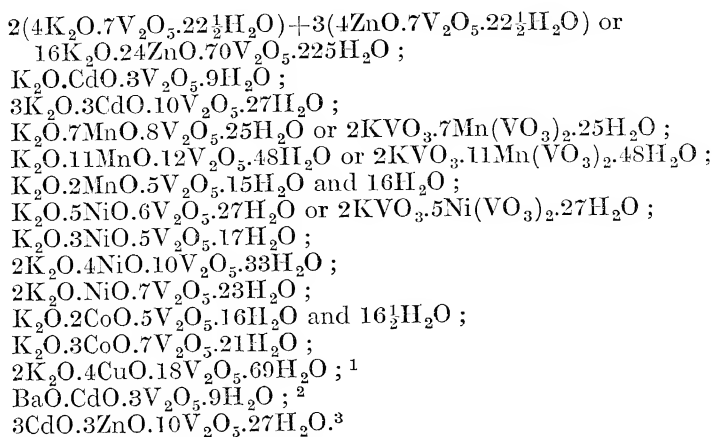 2(4K₂O.7V₂O₅.22½H₂O)+3(4ZnO.7V₂O₅.22½H₂O) or
16K₂O.24ZnO.70V₂O₅.225H₂O ;
K₂O.CdO.3V₂O₅.9H₂O ;
3K₂O.3CdO.10V₂O₅.27H₂O ;
K₂O.7MnO.8V₂O₅.25H₂O or 2KVO₃.7Mn(VO₃)₂.25H₂O ;
K₂O.11MnO.12V₂O₅.48H₂O or 2KVO₃.11Mn(VO₃)₂.48H₂O ;
K₂O.2MnO.5V₂O₅.15H₂O and 16H₂O ;
K₂O.5NiO.6V₂O₅.27H₂O or 2KVO₃.5Ni(VO₃)₂.27H₂O ;
K₂O.3NiO.5V₂O₅.17H₂O ;
2K₂O.4NiO.10V₂O₅.33H₂O ;
2K₂O.NiO.7V₂O₅.23H₂O ;
K₂O.2CoO.5V₂O₅.16H₂O and 16½H₂O ;
K₂O.3CoO.7V₂O₅.21H₂O ;
2K₂O.4CuO.18V₂O₅.69H₂O ; ¹
BaO.CdO.3V₂O₅.9H₂O ; ²
3CdO.3ZnO.10V₂O₅.27H₂O.³